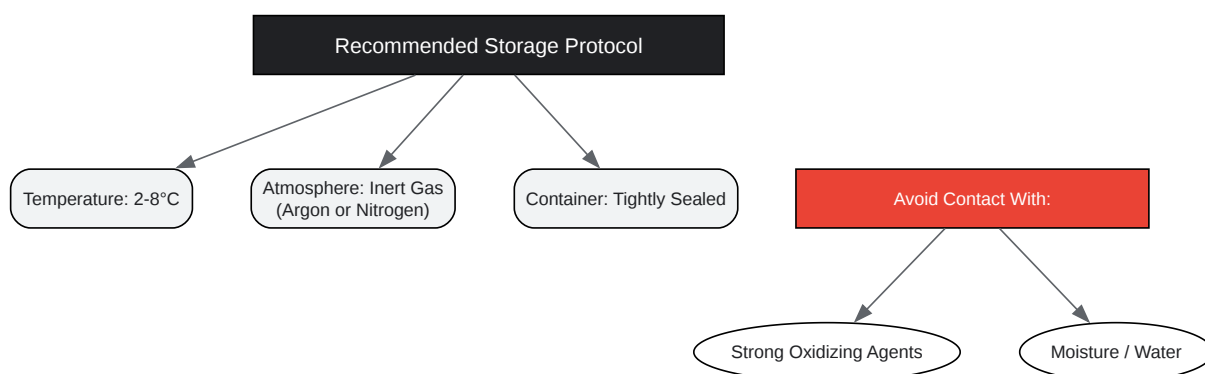 Recommended Storage Protocol
Temperature: 2-8°C
Atmosphere: Inert Gas
(Argon or Nitrogen)
Container: Tightly Sealed
Avoid Contact With:
Strong Oxidizing Agents
Moisture / Water